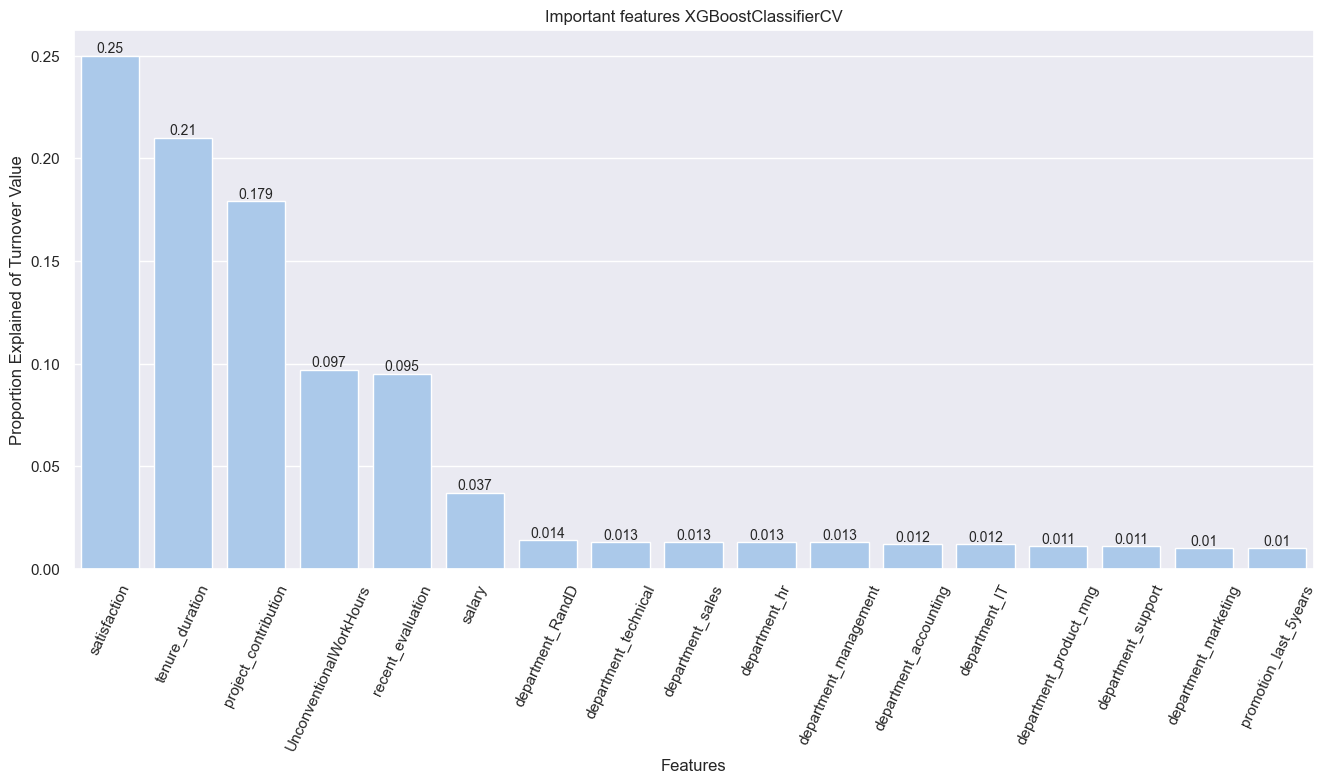 Important features XGBoostClassifierCV
Proportion Explained of Turnover Value
0.25
0.20
0.15
0.10
0.05
0.00
0.25
0.21
0.179
0.097
0.095
0.037
0.014
0.013
0.013
0.013
0.013
0.012
0.012
0.011
0.011
0.01
0.01
satisfaction
tenure_duration
project_contribution
UnconventionalWorkHours
recent_evaluation
salary
department_RandD
department_technical
department_sales
department_hr
department_management
department_accounting
department_IT
department_product_mng
department_support
department_marketing
promotion_last_5years
Features